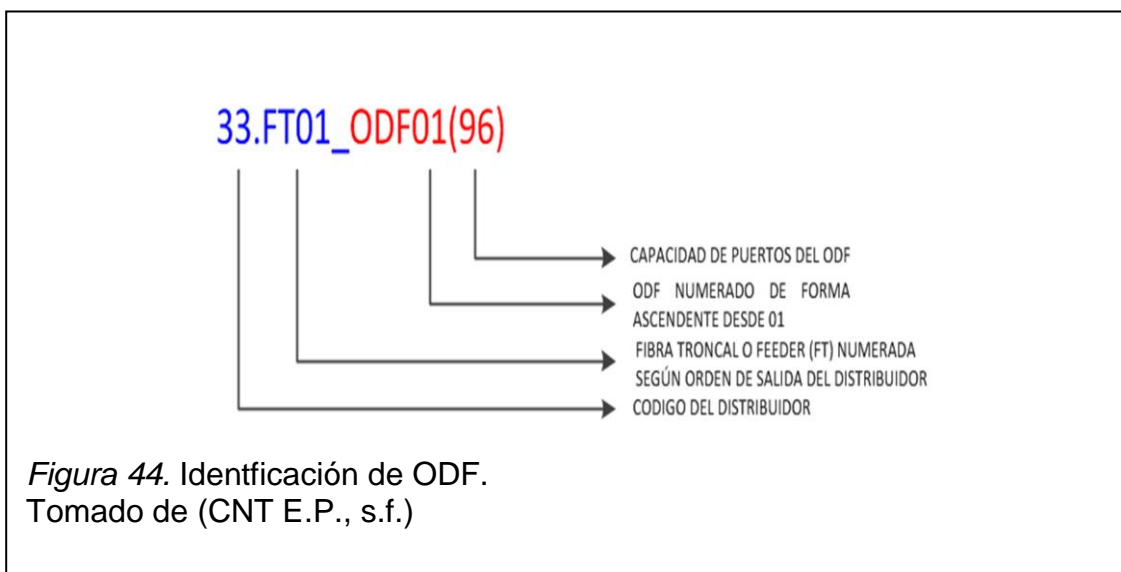 33.FT01_ODF01(96)
CAPACIDAD DE PUERTOS DEL ODF
ODF NUMERADO DE FORMA
ASCENDENTE DESDE 01
FIBRA TRONCAL O FEEDER (FT) NUMERADA
SEGÚN ORDEN DE SALIDA DEL DISTRIBUIDOR
CODIGO DEL DISTRIBUIDOR
Figura 44. Identficación de ODF.
Tomado de (CNT E.P., s.f.)